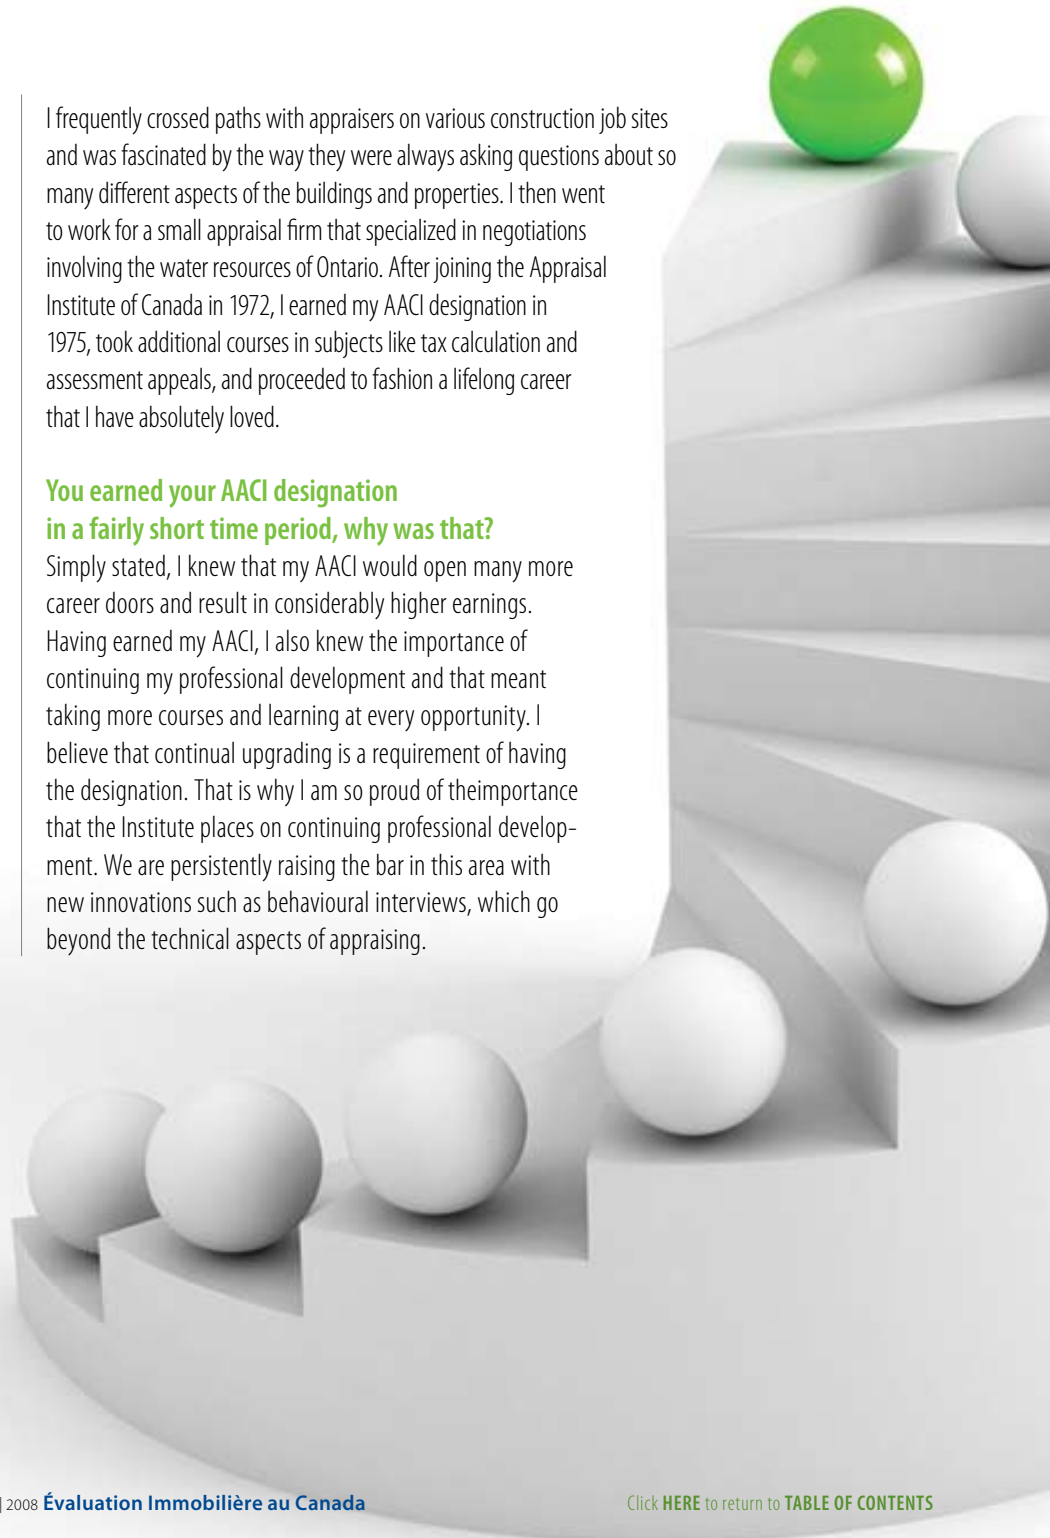 I frequently crossed paths with appraisers on various construction job sites
and was fascinated by the way they were always asking questions about so
many different aspects of the buildings and properties. I then went
to work for a small appraisal firm that specialized in negotiations
involving the water resources of Ontario. After joining the Appraisal
Institute of Canada in 1972, I earned my AACI designation in
1975, took additional courses in subjects like tax calculation and
assessment appeals, and proceeded to fashion a lifelong career
that I have absolutely loved.
You earned your AACI designation
in a fairly short time period, why was that?
Simply stated, I knew that my AACI would open many more
career doors and result in considerably higher earnings.
Having earned my AACI, I also knew the importance of
continuing my professional development and that meant
taking more courses and learning at every opportunity. I
believe that continual upgrading is a requirement of having
the designation. That is why I am so proud of theimportance
that the Institute places on continuing professional develop-
ment. We are persistently raising the bar in this area with
new innovations such as behavioural interviews, which go
beyond the technical aspects of appraising.
| 2008 Évaluation Immobilière au Canada
Click HERE to return to TABLE OF CONTENTS